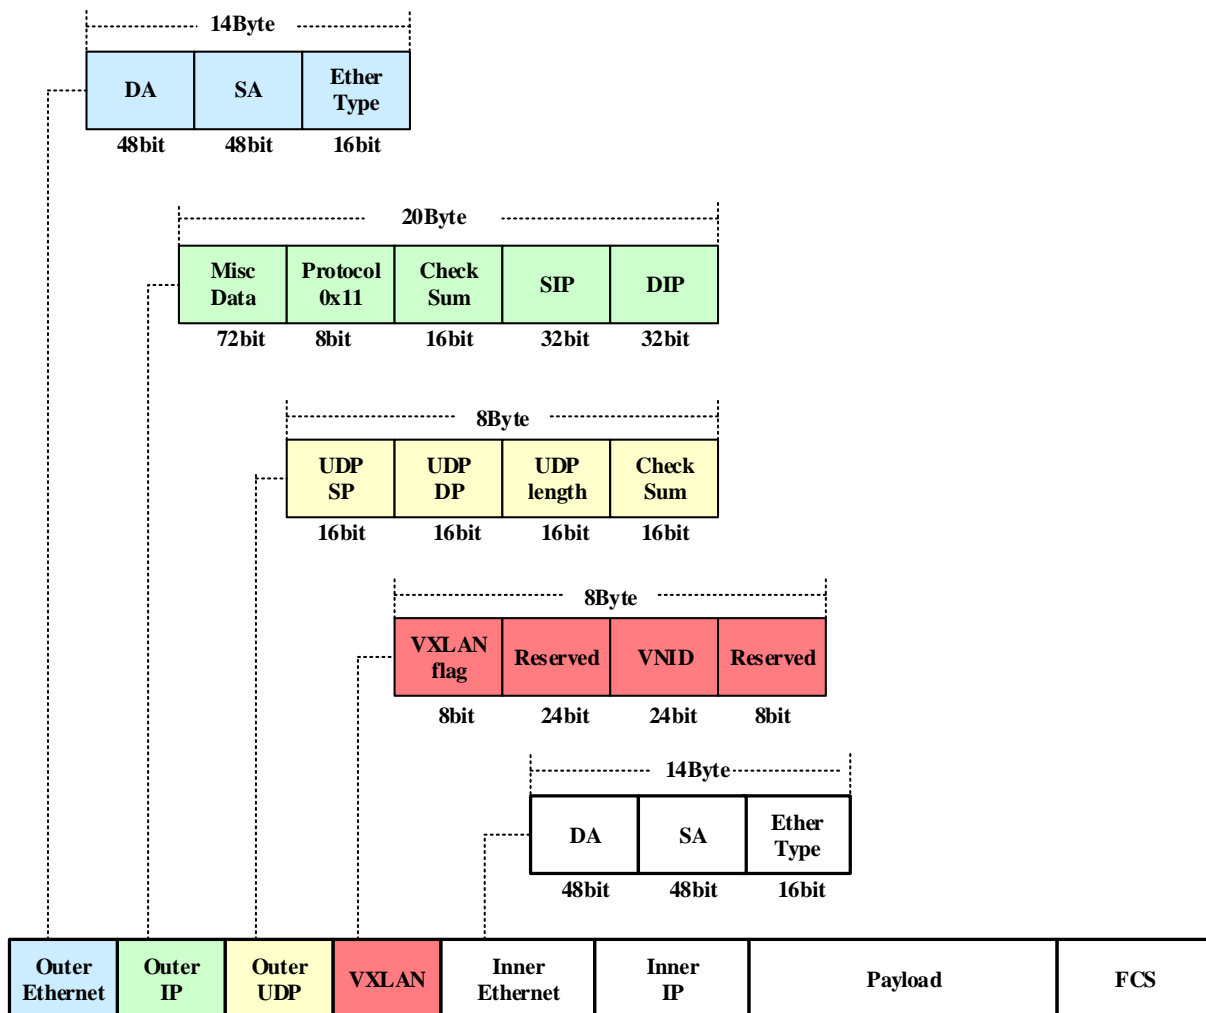 14Byte
DA SA Ether Type
48bit 48bit 16bit
20Byte
Misc Data Protocol 0x11 Check Sum SIP DIP
72bit 8bit 16bit 32bit 32bit
8Byte
UDP SP UDP DP UDP length Check Sum
16bit 16bit 16bit 16bit
8Byte
VXLAN flag Reserved VNID Reserved
8bit 24bit 24bit 8bit
14Byte
DA SA Ether Type
48bit 48bit 16bit
Outer Ethernet Outer IP Outer UDP VXLAN Inner Ethernet Inner IP Payload FCS